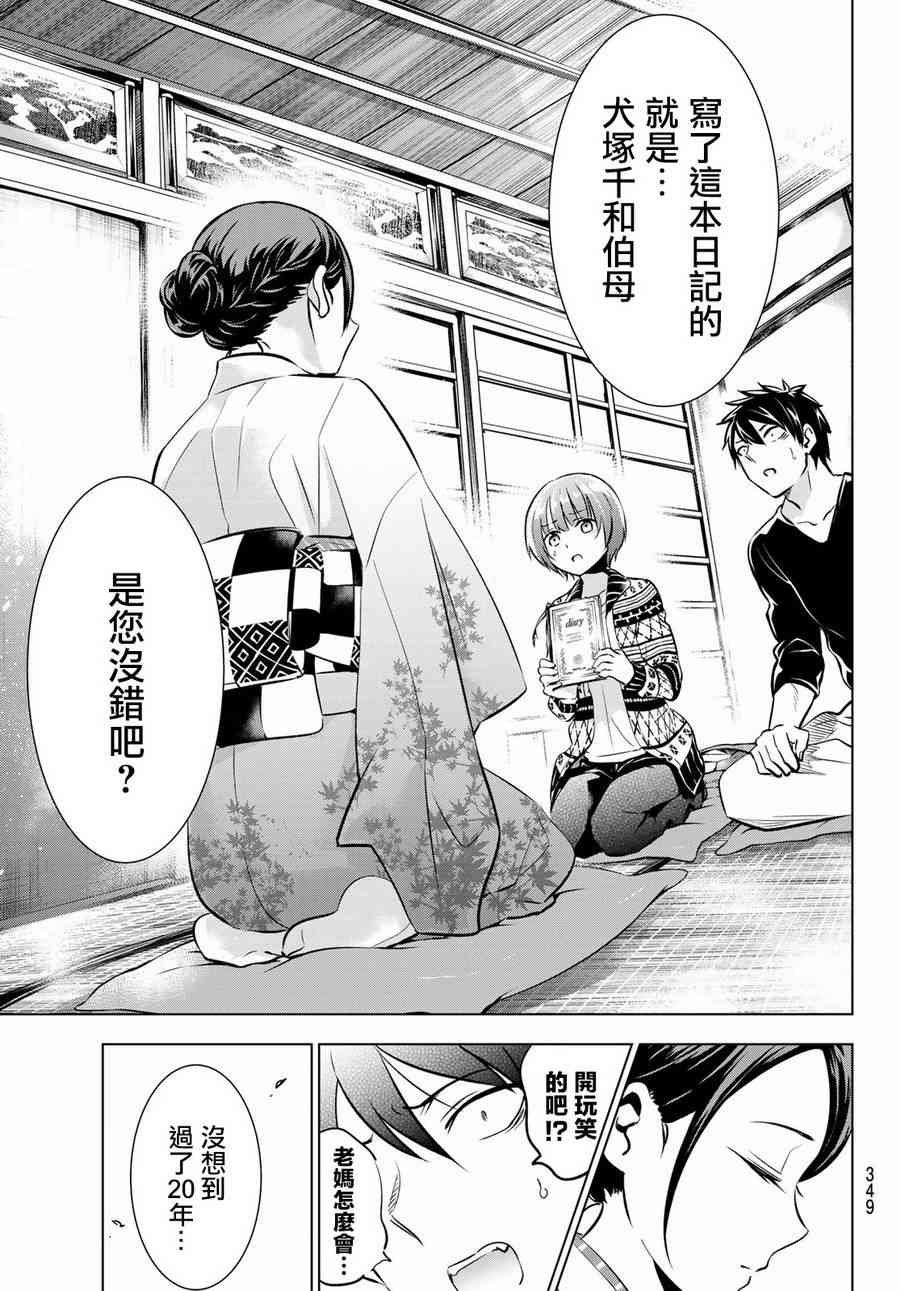 寫了這本日記的
就是…
犬塚千和伯母
diary
是您沒錯吧？
開玩笑
的吧!?
老媽怎麼會…
沒想到
過了20年…
349